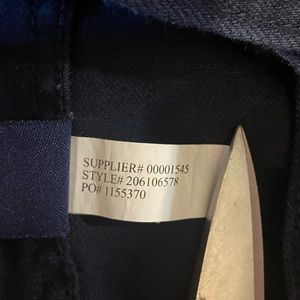 SUPPLIER# 00001545
STYLE# 206106578
PO# 1155370